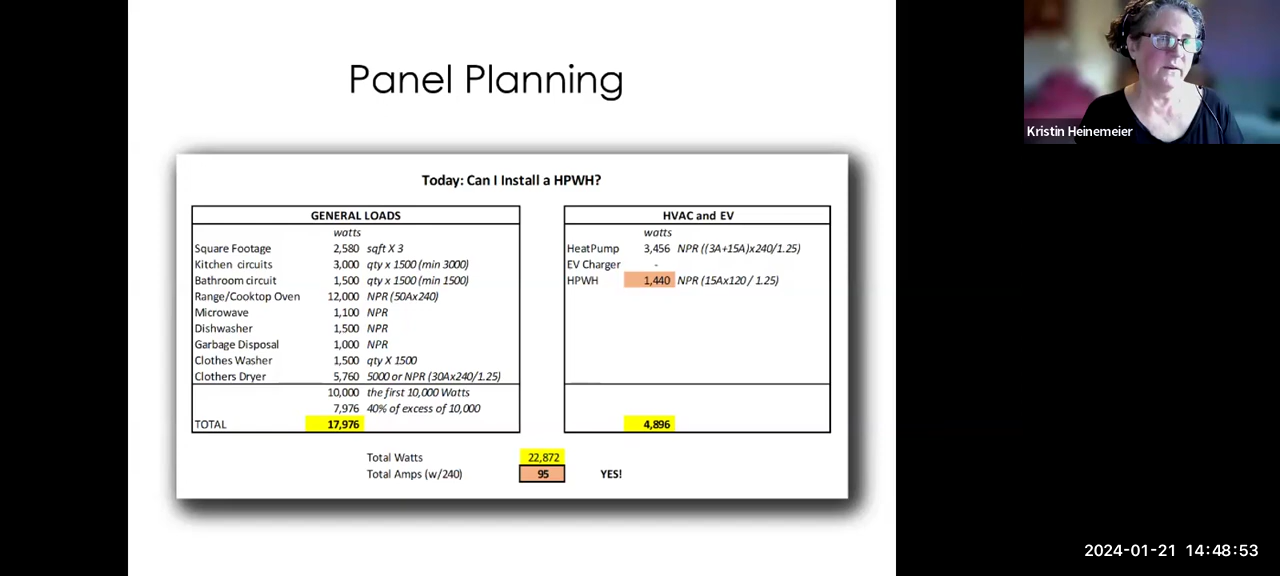 Panel Planning
Kristin Heinemeier
Today: Can I Install a HPWH?
GENERAL LOADS
watts
Square Footage 2,580 sqft X 3
Kitchen circuits 3,000 qty x 1500 (min 3000)
Bathroom circuit 1,500 qty x 1500 (min 1500)
Range/Cooktop Oven 12,000 NPR (50Ax240)
Microwave 1,100 NPR
Dishwasher 1,500 NPR
Garbage Disposal 1,000 NPR
Clothes Washer 1,500 qty X 1500
Clothers Dryer 5,760 5000 or NPR (30Ax240/1.25)
10,000 the first 10,000 Watts
7,976 40% of excess of 10,000
TOTAL 17,976
HVAC and EV
watts
HeatPump 3,456 NPR ((3A+15A)x240/1.25)
EV Charger -
HPWH 1,440 NPR (15Ax120 / 1.25)
4,896
Total Watts 22,872
Total Amps (w/240) 95 YES!
2024-01-21 14:48:53